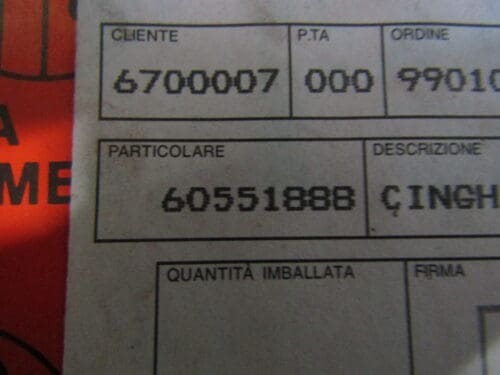 CLIENTE P.TA ORDINE
6700007 000 99010
A
PARTICOLARE DESCRIZIONE
ME 60551888 ÇINGH
QUANTITÀ IMBALLATA FIRMA